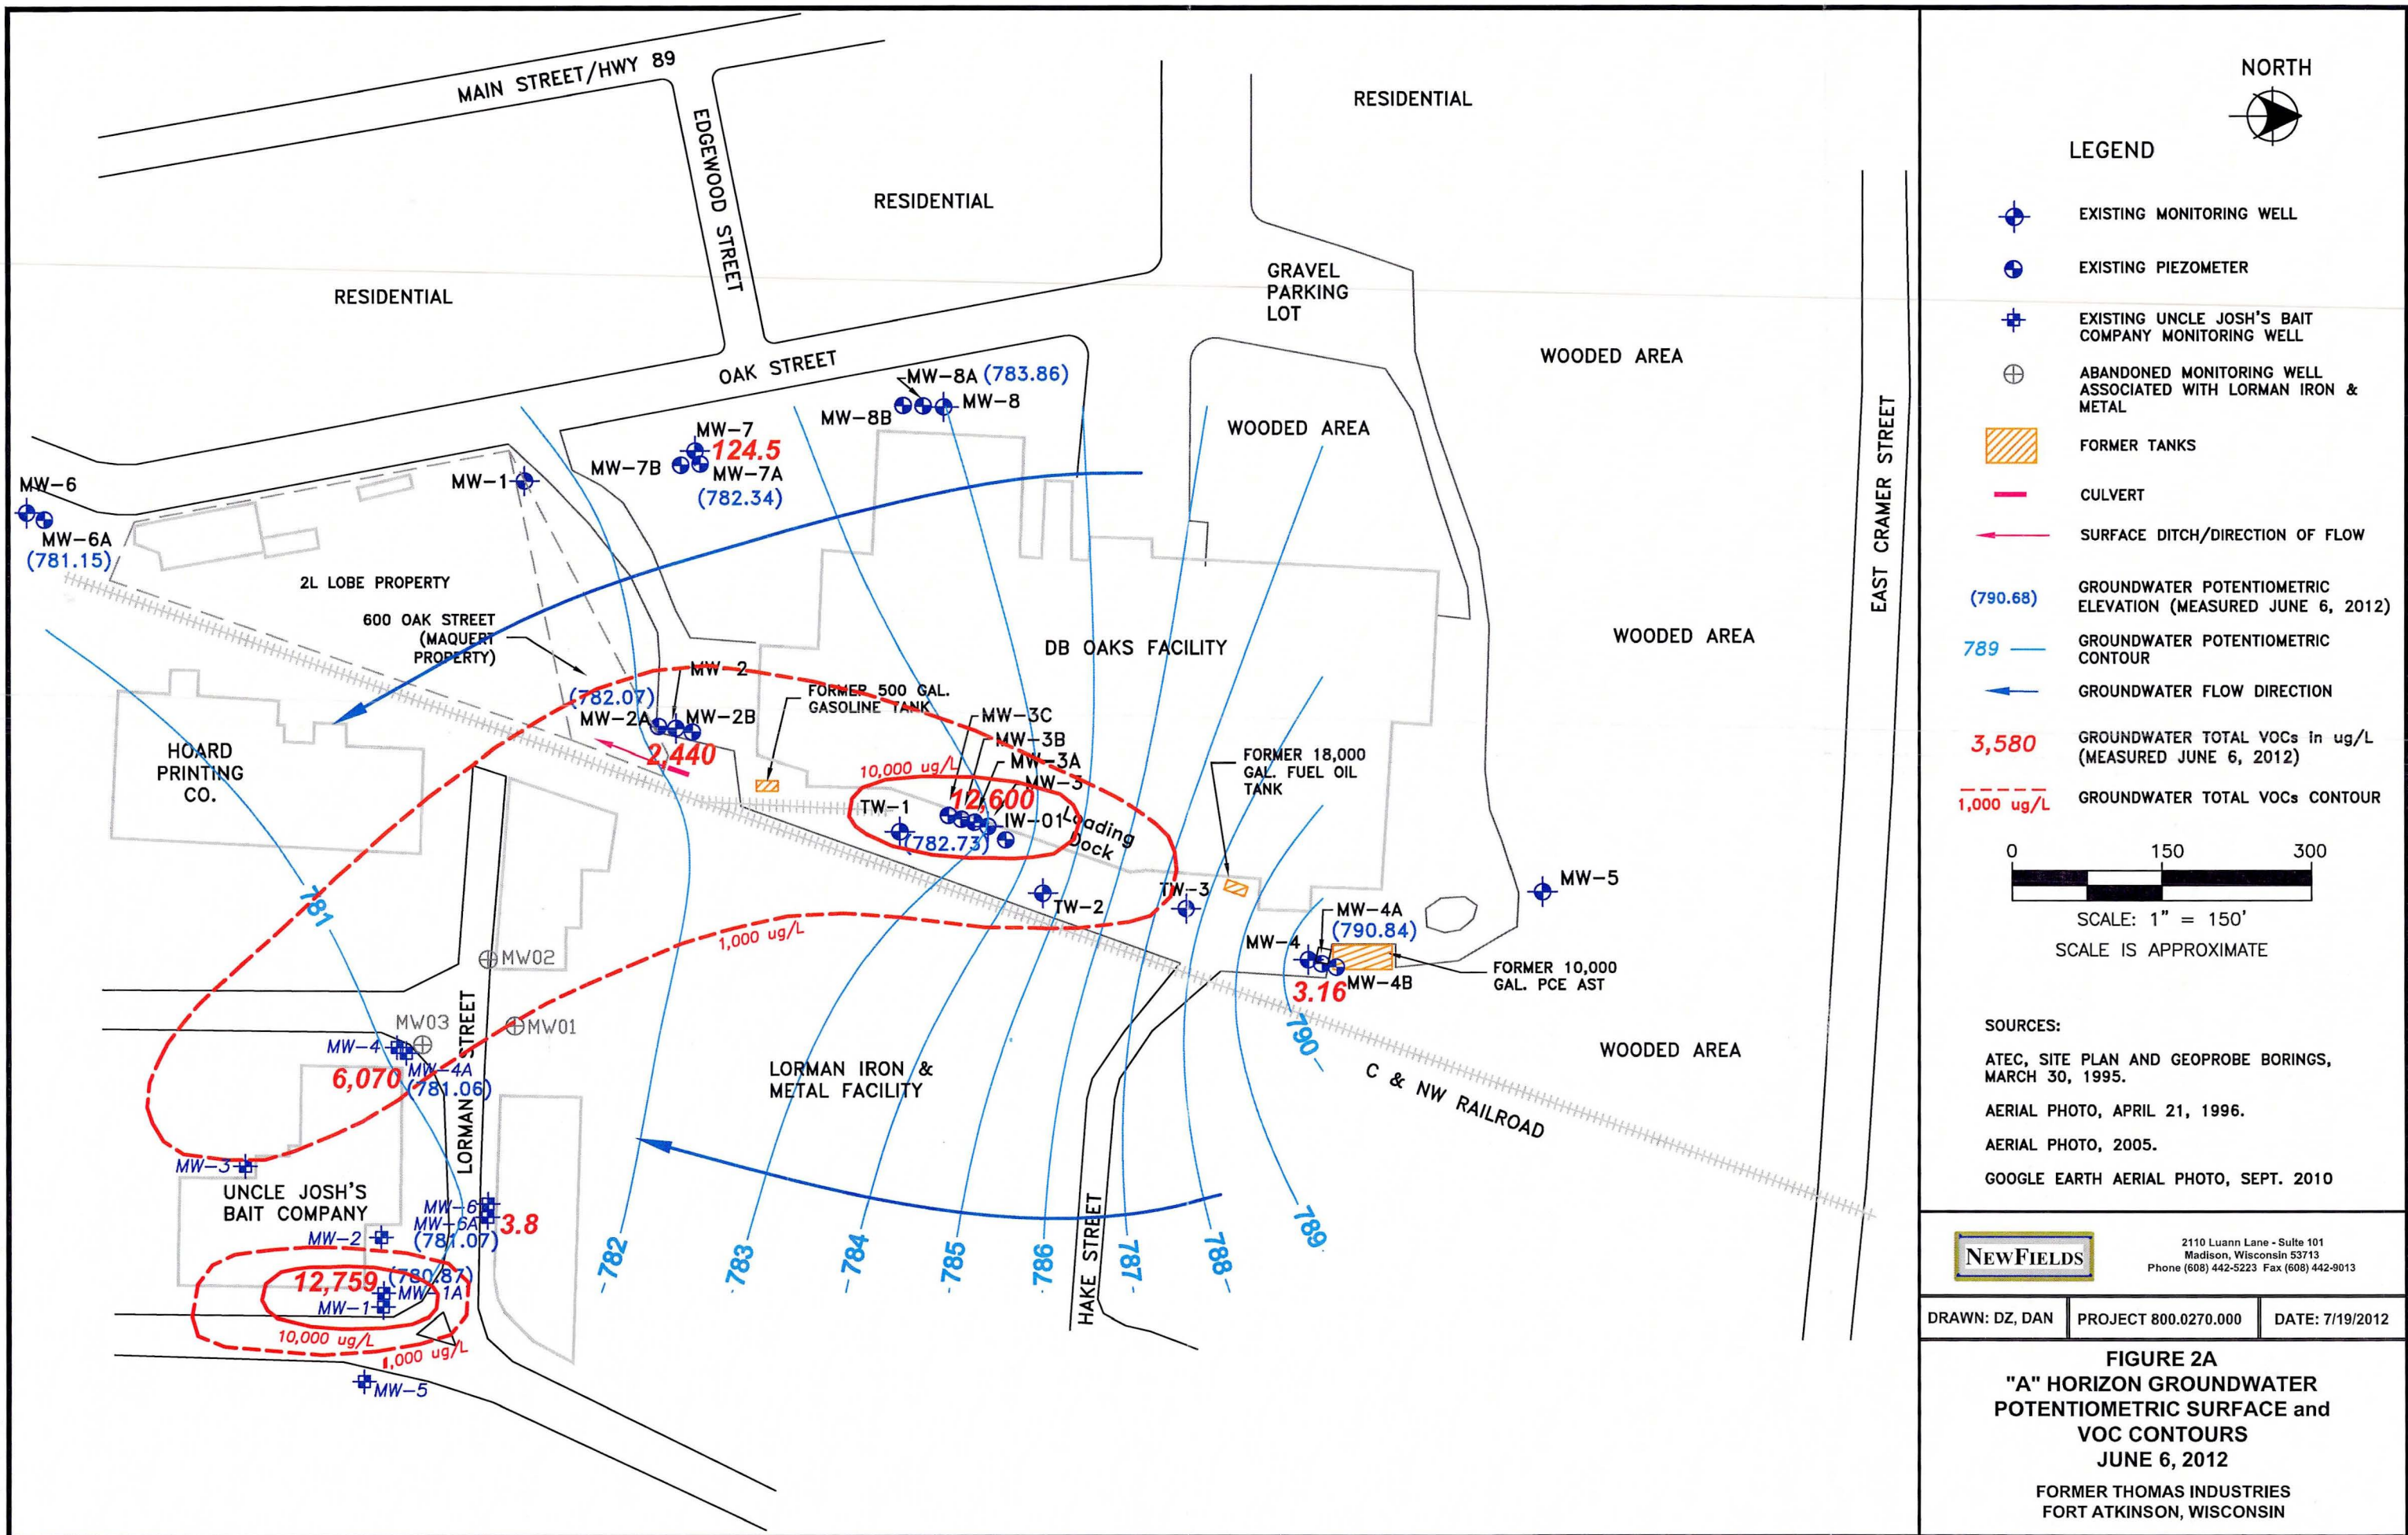 MAIN STREET/HWY 89
EDGEWOOD STREET
RESIDENTIAL
RESIDENTIAL
RESIDENTIAL
GRAVEL
PARKING
LOT
WOODED AREA
OAK STREET
MW-8A (783.86)
MW-8B
MW-8
WOODED AREA
EAST CRAMER STREET
MW-7
124.5
MW-7B
MW-7A
(782.34)
MW-6
MW-1
MW-6A
(781.15)
2L LOBE PROPERTY
600 OAK STREET
(MAQUERT
PROPERTY)
DB OAKS FACILITY
WOODED AREA
MW-2
(782.07)
MW-2A
MW-2B
2,440
FORMER 500 GAL.
GASOLINE TANK
MW-3C
MW-3B
MW-3A
MW-3
10,000 ug/L
12,600
TW-1
IW-01
(782.73)
Loading
Dock
FORMER 18,000
GAL. FUEL OIL
TANK
HOARD
PRINTING
CO.
TW-3
TW-2
MW-5
MW-4A
(790.84)
MW-4
MW-4B
3.16
FORMER 10,000
GAL. PCE AST
781
1,000 ug/L
MW02
MW01
MW03
LORMAN STREET
MW-4
MW-4A
6,070
(781.06)
LORMAN IRON &
METAL FACILITY
790
WOODED AREA
C & NW RAILROAD
MW-3
UNCLE JOSH'S
BAIT COMPANY
MW-6
MW-6A
3.8
(781.07)
MW-2
12,759
(780.87)
MW-1A
MW-1
10,000 ug/L
1,000 ug/L
MW-5
782
783
784
785
786
787
788
789
HAKE STREET
NORTH
LEGEND
EXISTING MONITORING WELL
EXISTING PIEZOMETER
EXISTING UNCLE JOSH'S BAIT
COMPANY MONITORING WELL
ABANDONED MONITORING WELL
ASSOCIATED WITH LORMAN IRON &
METAL
FORMER TANKS
CULVERT
SURFACE DITCH/DIRECTION OF FLOW
(790.68)
GROUNDWATER POTENTIOMETRIC
ELEVATION (MEASURED JUNE 6, 2012)
789
GROUNDWATER POTENTIOMETRIC
CONTOUR
GROUNDWATER FLOW DIRECTION
3,580
GROUNDWATER TOTAL VOCs in ug/L
(MEASURED JUNE 6, 2012)
1,000 ug/L
GROUNDWATER TOTAL VOCs CONTOUR
0 150 300
SCALE: 1" = 150'
SCALE IS APPROXIMATE
SOURCES:
ATEC, SITE PLAN AND GEOPROBE BORINGS,
MARCH 30, 1995.
AERIAL PHOTO, APRIL 21, 1996.
AERIAL PHOTO, 2005.
GOOGLE EARTH AERIAL PHOTO, SEPT. 2010
NEWFIELDS
2110 Luann Lane - Suite 101
Madison, Wisconsin 53713
Phone (608) 442-5223 Fax (608) 442-9013
DRAWN: DZ, DAN
PROJECT 800.0270.000
DATE: 7/19/2012
FIGURE 2A
"A" HORIZON GROUNDWATER
POTENTIOMETRIC SURFACE and
VOC CONTOURS
JUNE 6, 2012
FORMER THOMAS INDUSTRIES
FORT ATKINSON, WISCONSIN